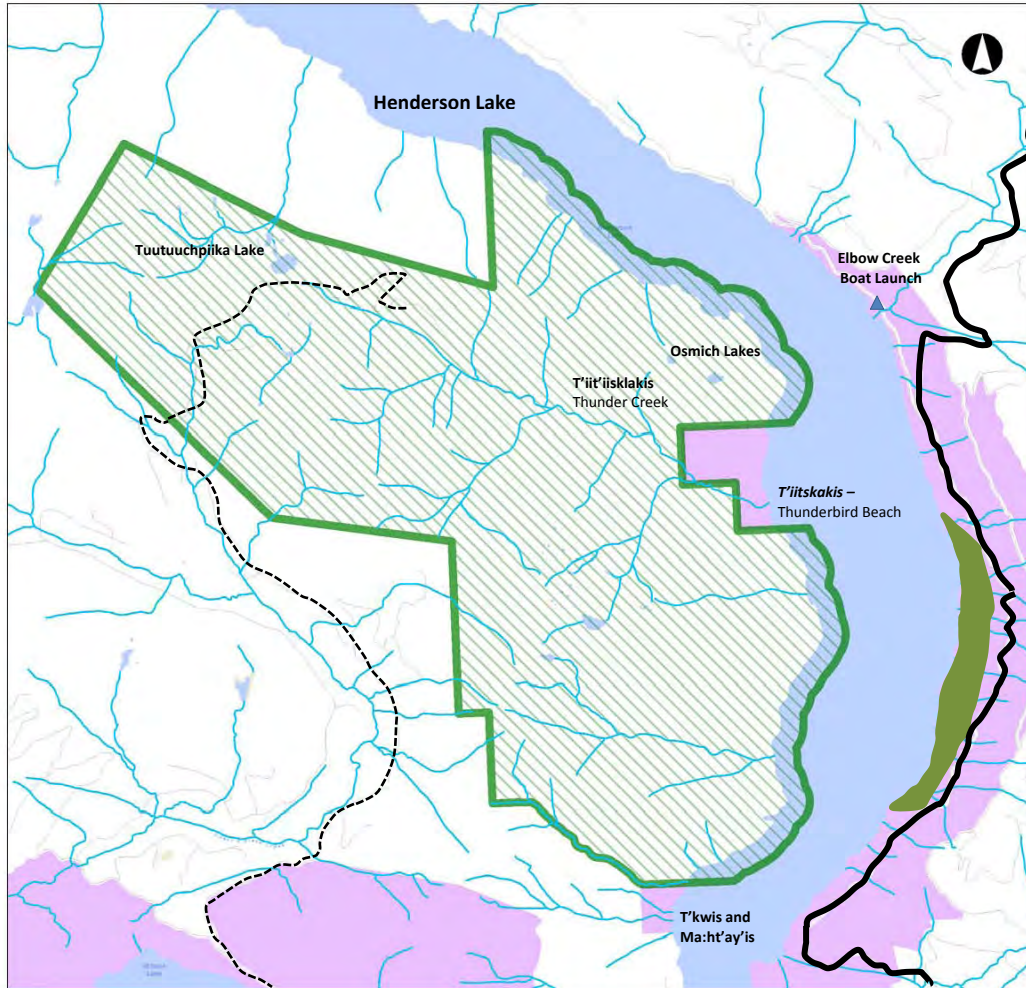 Henderson Lake
Tuutuuchpiika Lake
Elbow Creek
Boat Launch
Osmich Lakes
T'iit'iisklakis
Thunder Creek
T'iitskakis –
Thunderbird Beach
T'kwis and
Ma:ht'ay'is